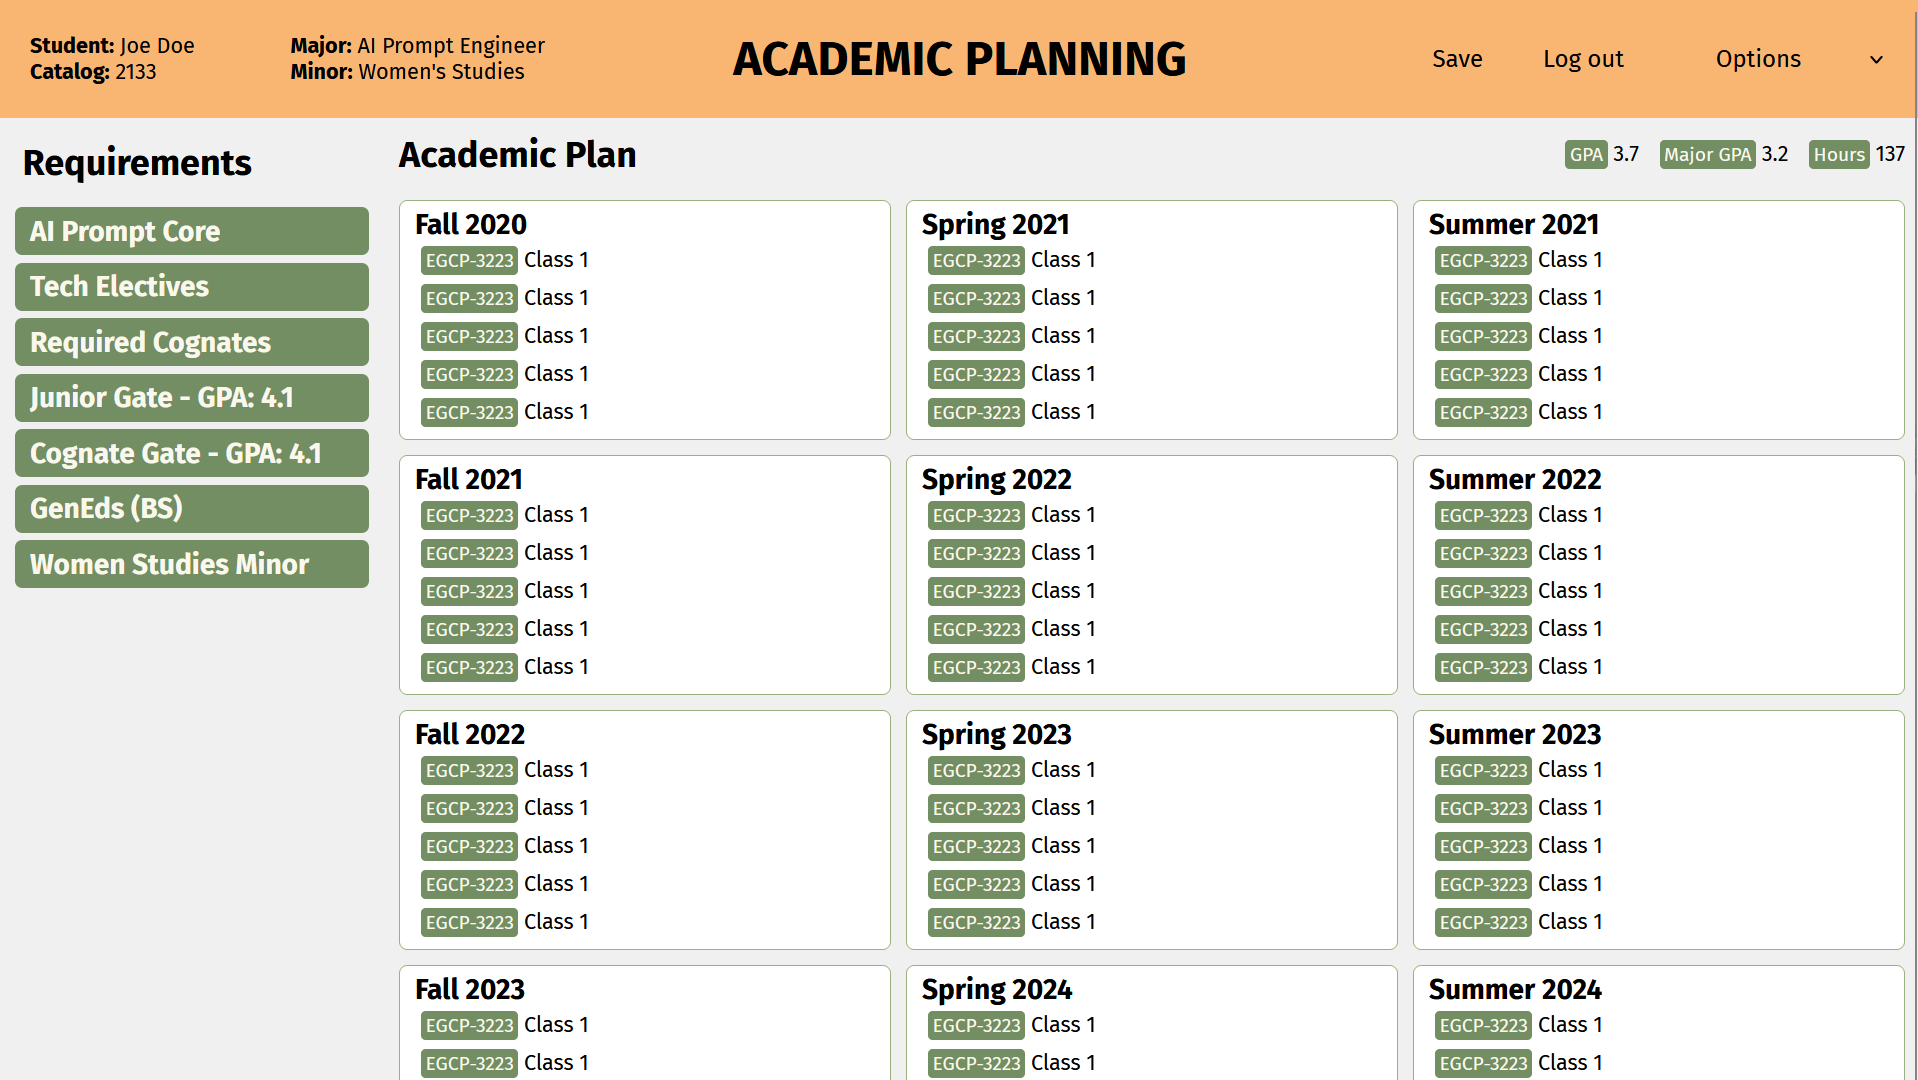 Student: Joe Doe
Catalog: 2133
Major: AI Prompt Engineer
Minor: Women's Studies
ACADEMIC PLANNING
Save
Log out
Options
Requirements
AI Prompt Core
Tech Electives
Required Cognates
Junior Gate - GPA: 4.1
Cognate Gate - GPA: 4.1
GenEds (BS)
Women Studies Minor
Academic Plan
GPA 3.7
Major GPA 3.2
Hours 137
Fall 2020
EGCP-3223 Class 1
EGCP-3223 Class 1
EGCP-3223 Class 1
EGCP-3223 Class 1
EGCP-3223 Class 1
Spring 2021
EGCP-3223 Class 1
EGCP-3223 Class 1
EGCP-3223 Class 1
EGCP-3223 Class 1
EGCP-3223 Class 1
Summer 2021
EGCP-3223 Class 1
EGCP-3223 Class 1
EGCP-3223 Class 1
EGCP-3223 Class 1
EGCP-3223 Class 1
Fall 2021
EGCP-3223 Class 1
EGCP-3223 Class 1
EGCP-3223 Class 1
EGCP-3223 Class 1
EGCP-3223 Class 1
Spring 2022
EGCP-3223 Class 1
EGCP-3223 Class 1
EGCP-3223 Class 1
EGCP-3223 Class 1
EGCP-3223 Class 1
Summer 2022
EGCP-3223 Class 1
EGCP-3223 Class 1
EGCP-3223 Class 1
EGCP-3223 Class 1
EGCP-3223 Class 1
Fall 2022
EGCP-3223 Class 1
EGCP-3223 Class 1
EGCP-3223 Class 1
EGCP-3223 Class 1
EGCP-3223 Class 1
Spring 2023
EGCP-3223 Class 1
EGCP-3223 Class 1
EGCP-3223 Class 1
EGCP-3223 Class 1
EGCP-3223 Class 1
Summer 2023
EGCP-3223 Class 1
EGCP-3223 Class 1
EGCP-3223 Class 1
EGCP-3223 Class 1
EGCP-3223 Class 1
Fall 2023
EGCP-3223 Class 1
EGCP-3223 Class 1
Spring 2024
EGCP-3223 Class 1
EGCP-3223 Class 1
Summer 2024
EGCP-3223 Class 1
EGCP-3223 Class 1